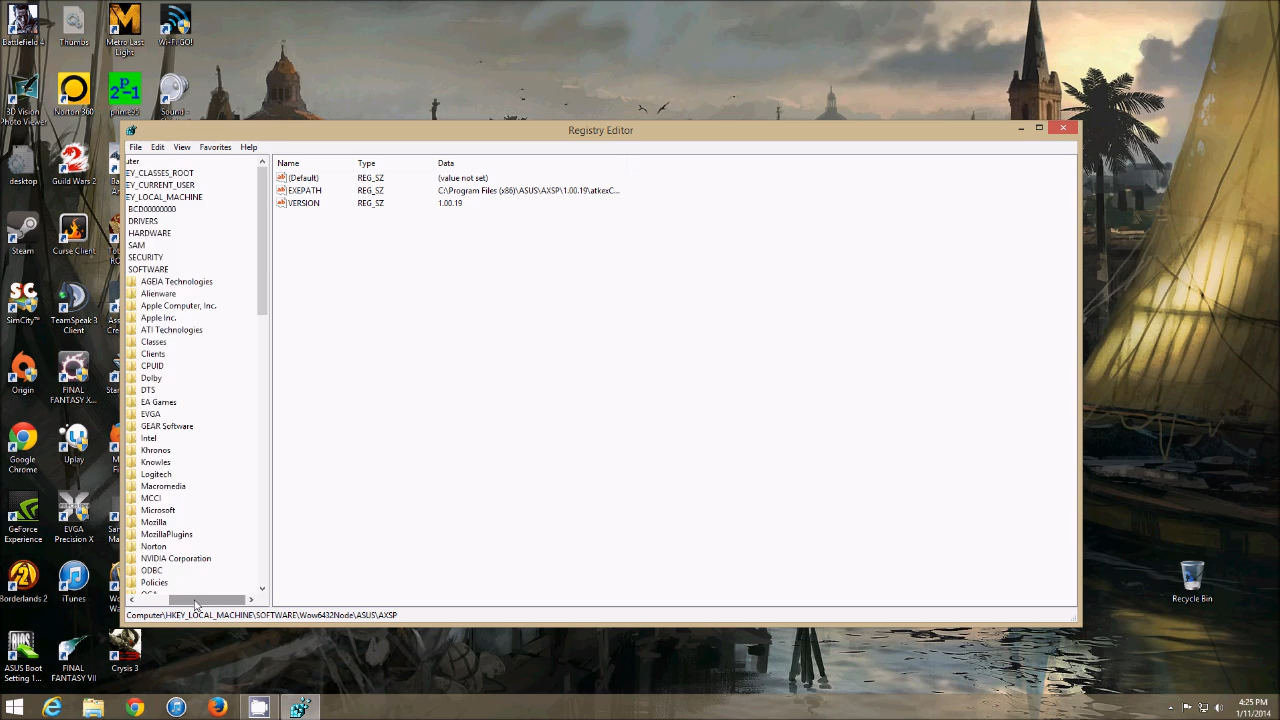 Battlefield 4
Thumbs
Metro Last
Light
Wi-Fi GO!
3D Vision
Photo Viewer
Norton 360
prime95
Sound -
desktop
Guild Wars 2
Steam
Curse Client
SimCity™
TeamSpeak 3
Client
Origin
FINAL
FANTASY X...
Google
Chrome
Uplay
GeForce
Experience
EVGA
Precision X
Borderlands 2
iTunes
ASUS Boot
Setting 1...
FINAL
FANTASY VII
Crysis 3
Recycle Bin
Registry Editor
File Edit View Favorites Help
uter
EY_CLASSES_ROOT
EY_CURRENT_USER
EY_LOCAL_MACHINE
BCD00000000
DRIVERS
HARDWARE
SAM
SECURITY
SOFTWARE
AGEIA Technologies
Alienware
Apple Computer, Inc.
Apple Inc.
ATI Technologies
Classes
Clients
CPUID
Dolby
DTS
EA Games
EVGA
GEAR Software
Intel
Khronos
Knowles
Logitech
Macromedia
MCCI
Microsoft
Mozilla
MozillaPlugins
Norton
NVIDIA Corporation
ODBC
Policies
Name Type Data
(Default) REG_SZ (value not set)
EXEPATH REG_SZ C:\Program Files (x86)\ASUS\AXSP\1.00.19\atkexC...
VERSION REG_SZ 1.00.19
Computer\HKEY_LOCAL_MACHINE\SOFTWARE\Wow6432Node\ASUS\AXSP
4:25 PM
1/11/2014